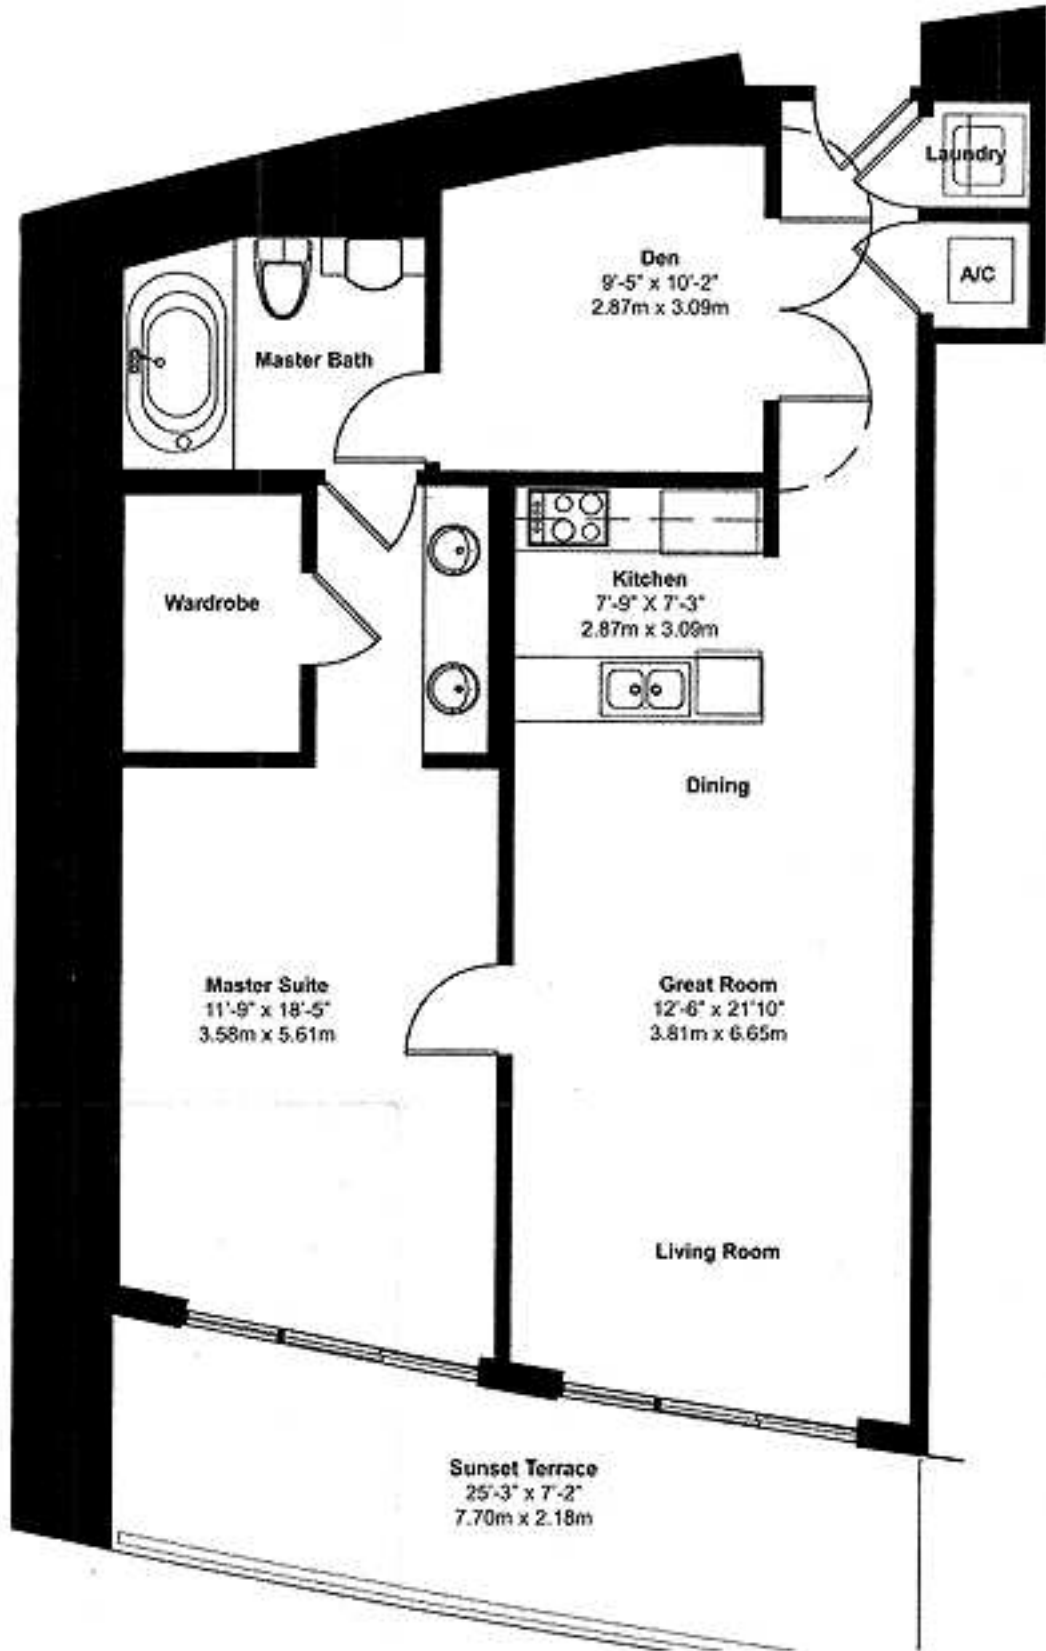 Laundry
Den
9'-5" x 10'-2"
2.87m x 3.09m
A/C
Master Bath
Kitchen
7'-9" X 7'-3"
2.87m x 3.09m
Wardrobe
Dining
Master Suite
11'-9" x 18'-5"
3.58m x 5.61m
Great Room
12'-6" x 21'10"
3.81m x 6.65m
Living Room
Sunset Terrace
25'-3" x 7'-2"
7.70m x 2.18m